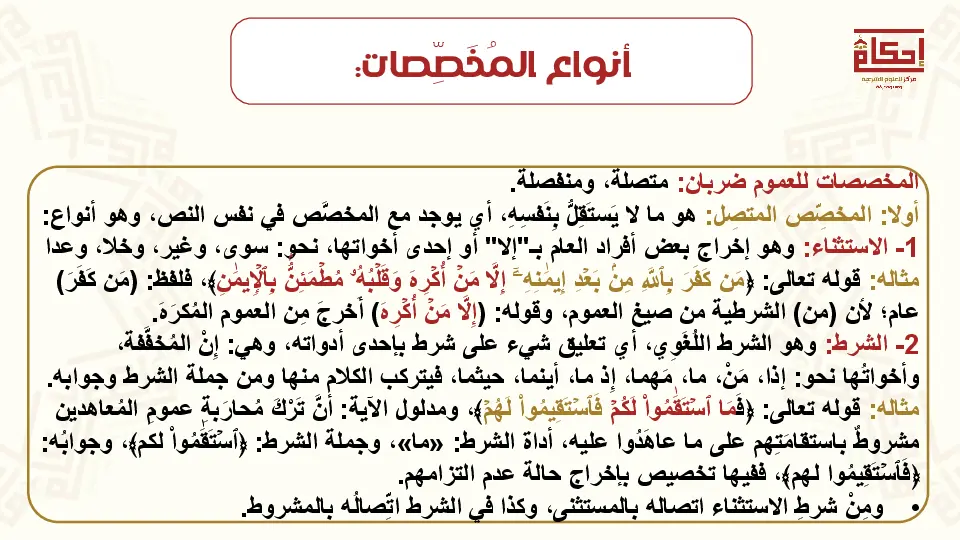 أنواع المُخَصِّصات:
إحكام
مركز للعلوم الشرعية
المخصصات للعموم ضربان: متصلة، ومنفصلة.
أولا: المخصِّص المتصِل: هو ما لا يَستَقِلُّ بِنَفسِهِ، أي يوجد مع المخصَّص في نفس النص، وهو أنواع:
1- الاستثناء: وهو إخراج بعض أفراد العام بـ"إلا" أو إحدى أخواتها، نحو: سوى، وغير، وخلا، وعدا
مثاله: قوله تعالى: ﴿مَن كَفَرَ بِٱللَّهِ مِنۢ بَعۡدِ إِيمَٰنِهِۦٓ إِلَّا مَنۡ أُكۡرِهَ وَقَلۡبُهُۥ مُطۡمَئِنُّۢ بِٱلۡإِيمَٰنِ﴾، فلفظ: (مَن كَفَرَ)
عام؛ لأن (من) الشرطية من صيغ العموم، وقوله: (إِلَّا مَنۡ أُكۡرِهَ) أَخرجَ مِن العموم المُكرَهَ.
2- الشرط: وهو الشرط اللُغَوِي، أي تعليق شيء على شرط بإحدى أدواته، وهي: إِنْ المُخفَّفة،
وأخواتُها نحو: إذا، مَنْ، ما، مَهما، إذ ما، أينما، حيثما، فيتركب الكلام منها ومن جملة الشرط وجوابه.
مثاله: قوله تعالى: ﴿فَمَا ٱسۡتَقَٰمُواْ لَكُمۡ فَٱسۡتَقِيمُواْ لَهُمۡ﴾، ومدلول الآية: أنَّ تَرْكَ مُحارَبةِ عمومِ المُعاهدين
مشروطٌ باستقامَتِهم على ما عاهَدُوا عليه، أداة الشرط: «ما»، وجملة الشرط: ﴿ٱسۡتَقَٰمُواْ لكم﴾، وجوابُه:
﴿فَٱسۡتَقِيمُوا لهم﴾، ففيها تخصيص بإخراج حالة عدم التزامهم.
• ومِنْ شرطِ الاستثناء اتصاله بالمستثنى، وكذا في الشرط اتِّصالُه بالمشروط.